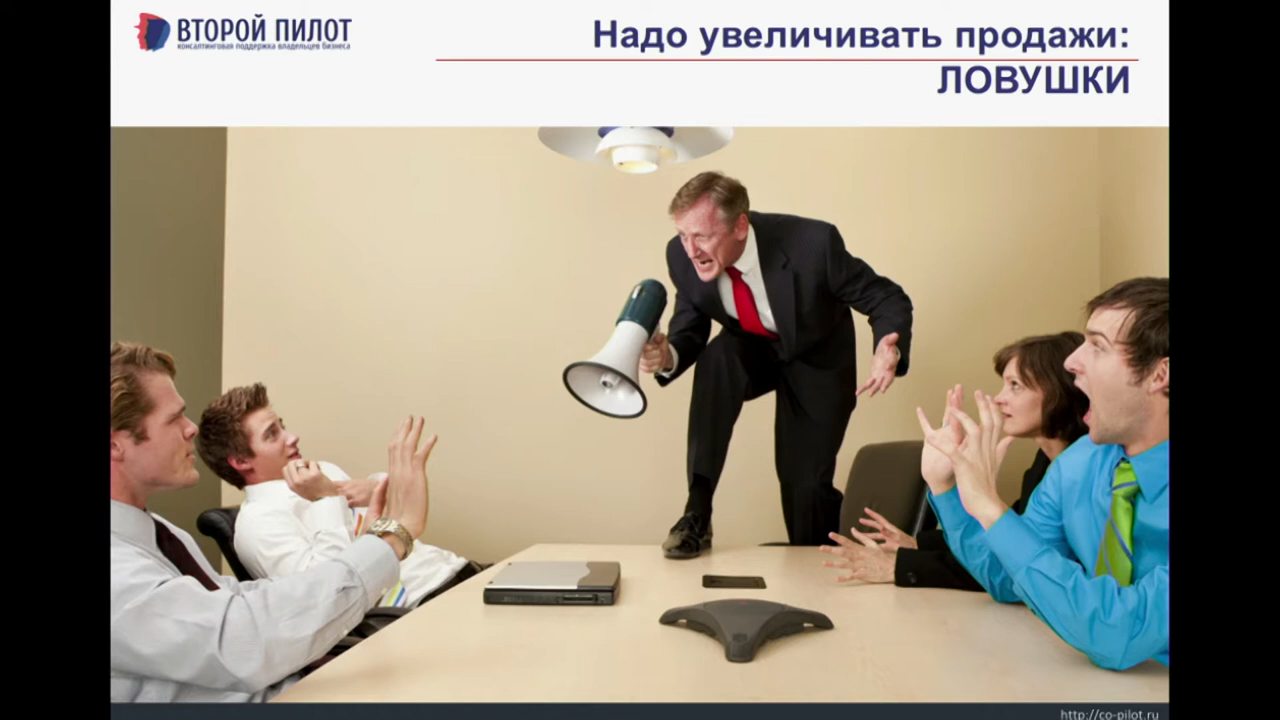 ВТОРОЙ ПИЛОТ
консалтинговая поддержка владельцев бизнеса
Надо увеличивать продажи:
ЛОВУШКИ
http://co-pilot.ru